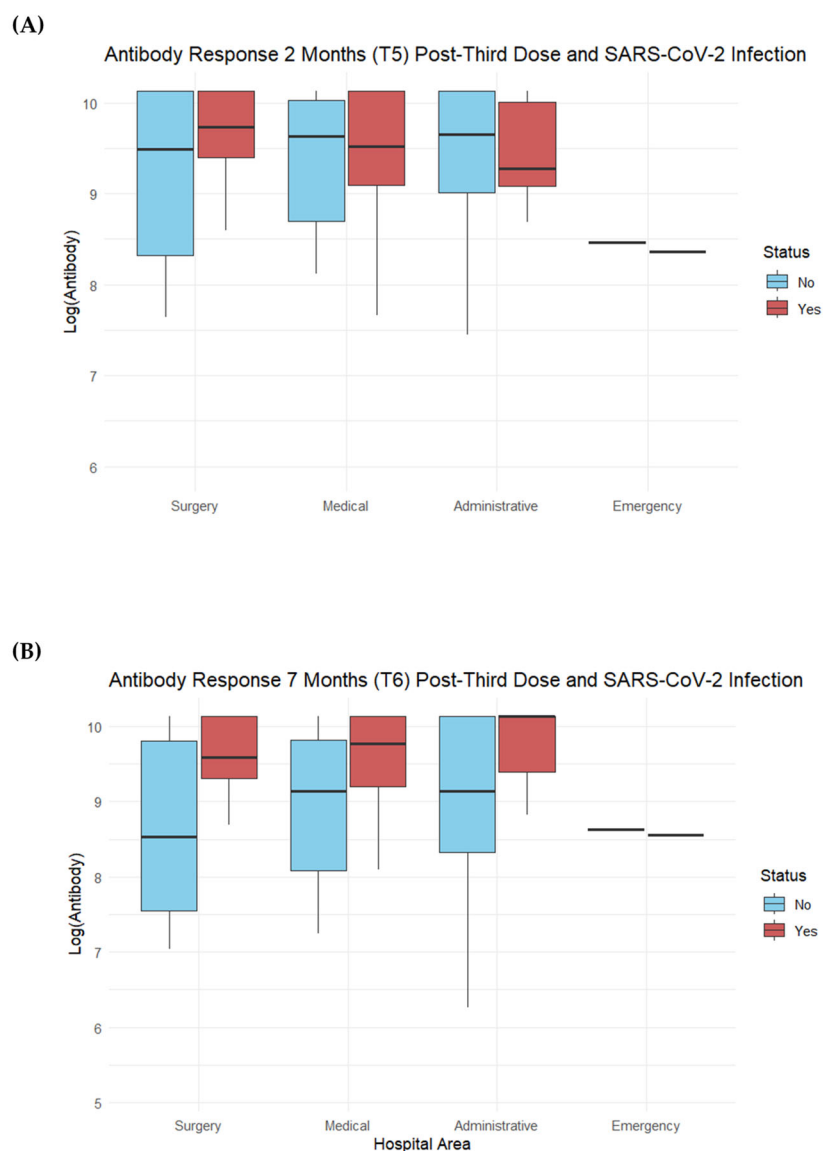 (A)
Antibody Response 2 Months (T5) Post-Third Dose and SARS-CoV-2 Infection
10
9
8
7
6
Log(Antibody)
Surgery Medical Administrative Emergency
Status
No
Yes
(B)
Antibody Response 7 Months (T6) Post-Third Dose and SARS-CoV-2 Infection
10
9
8
7
6
5
Log(Antibody)
Surgery Medical Administrative Emergency
Hospital Area
Status
No
Yes